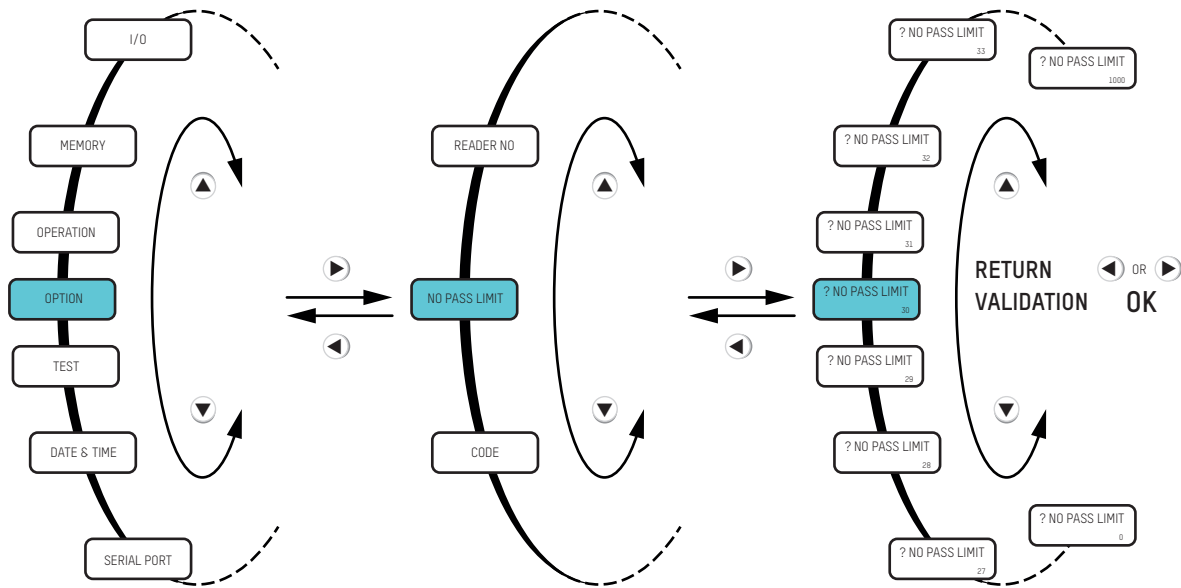 I/O
MEMORY
OPERATION
OPTION
TEST
DATE & TIME
SERIAL PORT
READER NO
NO PASS LIMIT
CODE
? NO PASS LIMIT
33
? NO PASS LIMIT
1000
? NO PASS LIMIT
32
? NO PASS LIMIT
31
? NO PASS LIMIT
30
? NO PASS LIMIT
29
? NO PASS LIMIT
28
? NO PASS LIMIT
27
? NO PASS LIMIT
0
RETURN OR
VALIDATION OK